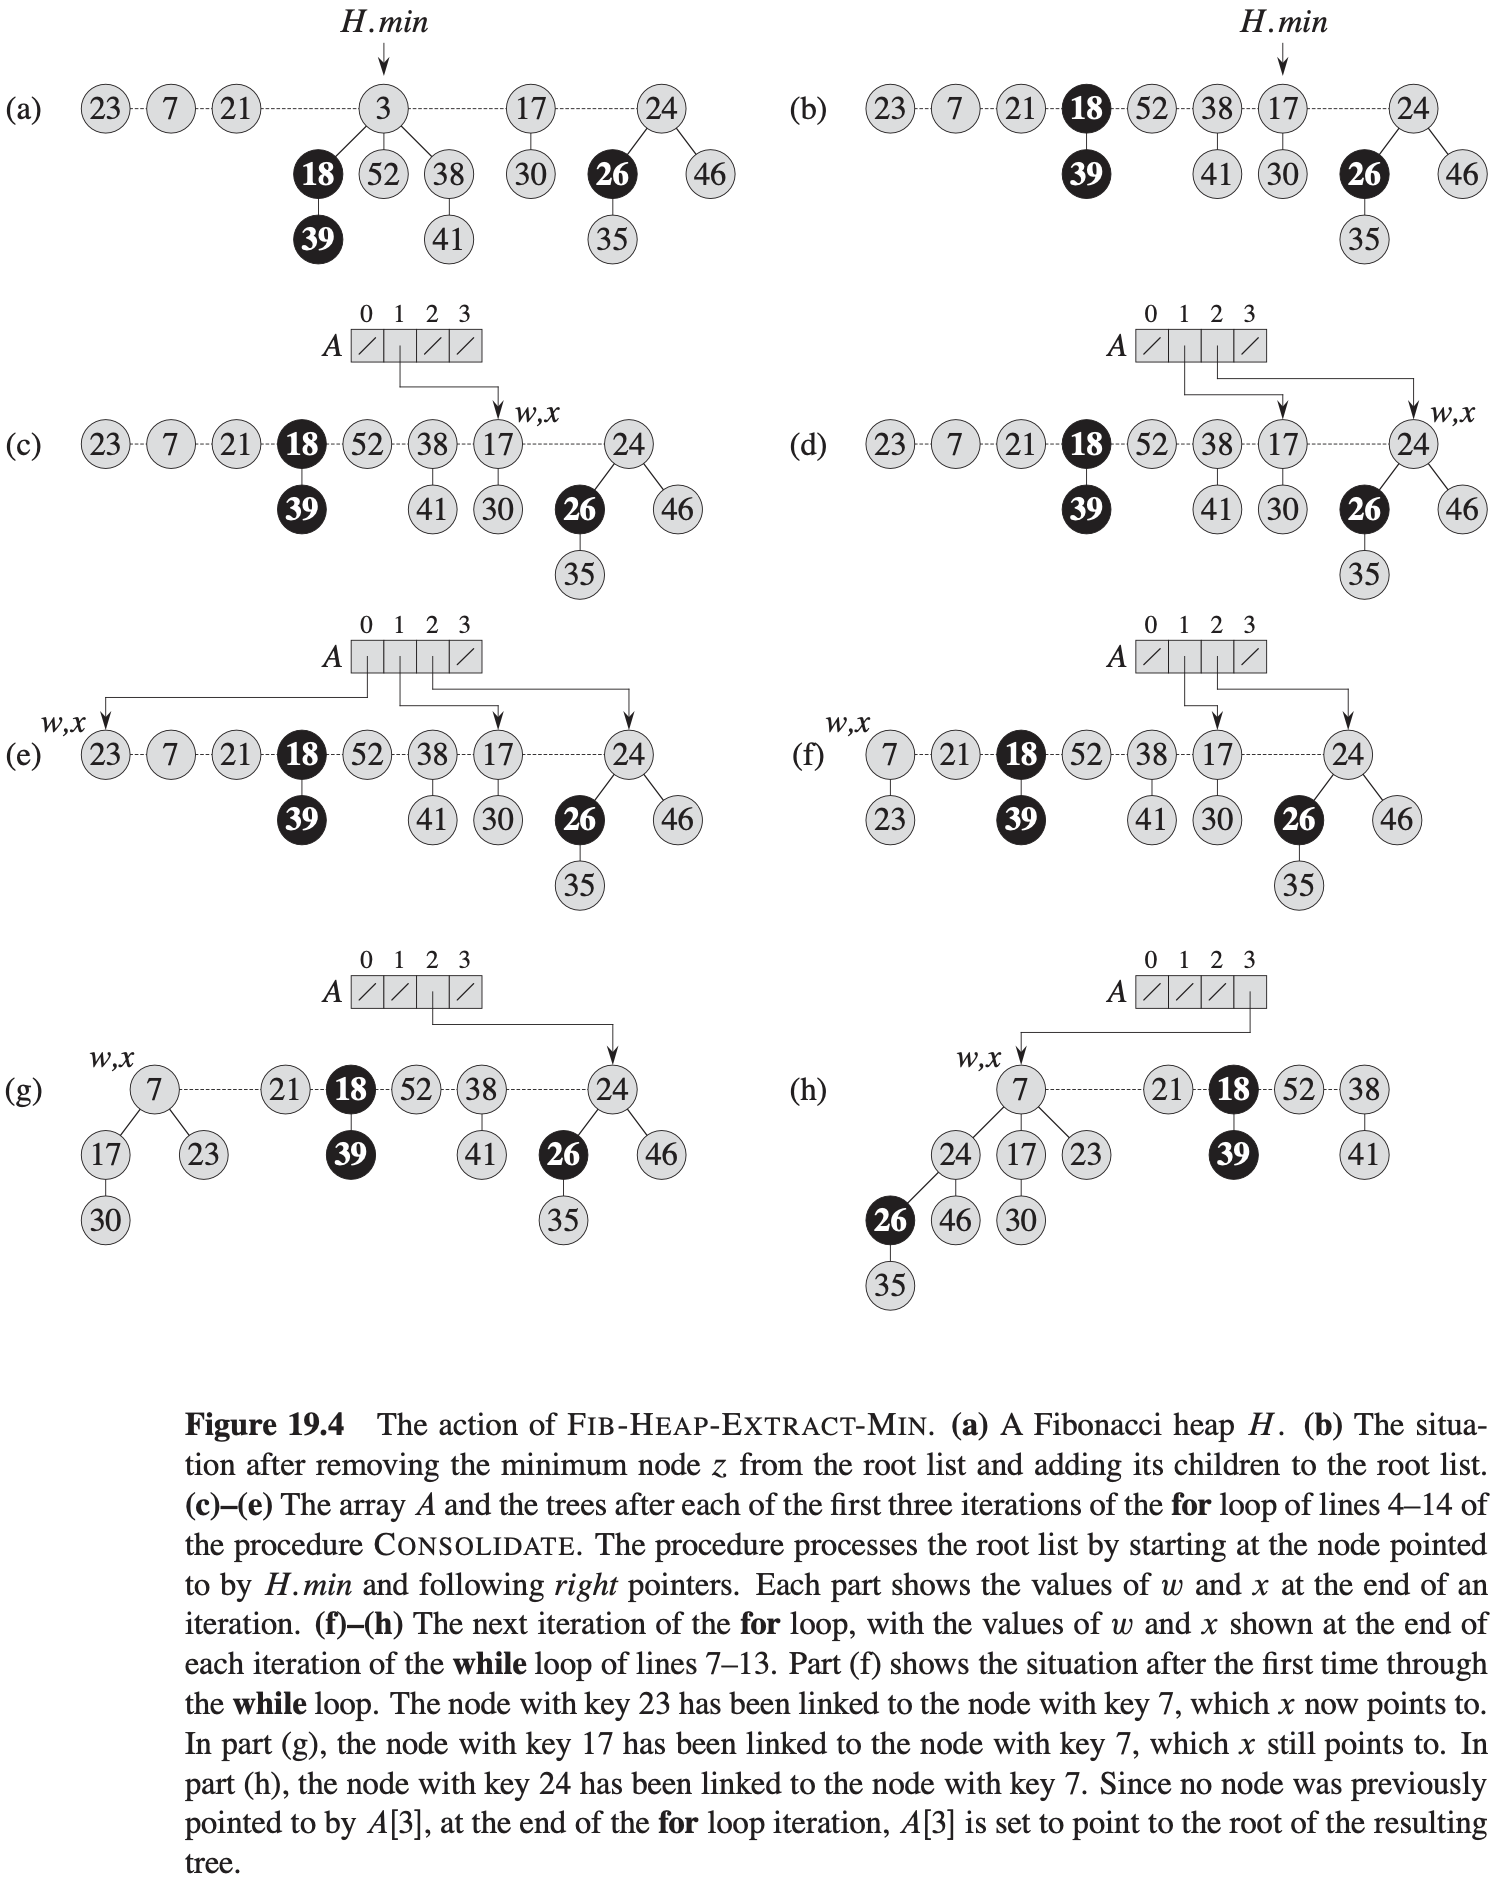 H.min H.min
(a) 23 7 21 3 17 24 (b) 23 7 21 18 52 38 17 24
18 52 38 30 26 46 39 41 30 26 46
39 41 35 35
0 1 2 3 0 1 2 3
A A
w,x w,x
(c) 23 7 21 18 52 38 17 24 (d) 23 7 21 18 52 38 17 24
39 41 30 26 46 39 41 30 26 46
35 35
0 1 2 3 0 1 2 3
A A
w,x w,x
(e) 23 7 21 18 52 38 17 24 (f) 7 21 18 52 38 17 24
39 41 30 26 46 23 39 41 30 26 46
35 35
0 1 2 3 0 1 2 3
A A
w,x w,x
(g) 7 21 18 52 38 24 (h) 7 21 18 52 38
17 23 39 41 26 46 24 17 23 39 41
30 35 26 46 30
35
Figure 19.4 The action of FIB-HEAP-EXTRACT-MIN. (a) A Fibonacci heap H. (b) The situa-
tion after removing the minimum node z from the root list and adding its children to the root list.
(c)–(e) The array A and the trees after each of the first three iterations of the for loop of lines 4–14 of
the procedure CONSOLIDATE. The procedure processes the root list by starting at the node pointed
to by H.min and following right pointers. Each part shows the values of w and x at the end of an
iteration. (f)–(h) The next iteration of the for loop, with the values of w and x shown at the end of
each iteration of the while loop of lines 7–13. Part (f) shows the situation after the first time through
the while loop. The node with key 23 has been linked to the node with key 7, which x now points to.
In part (g), the node with key 17 has been linked to the node with key 7, which x still points to. In
part (h), the node with key 24 has been linked to the node with key 7. Since no node was previously
pointed to by A[3], at the end of the for loop iteration, A[3] is set to point to the root of the resulting
tree.